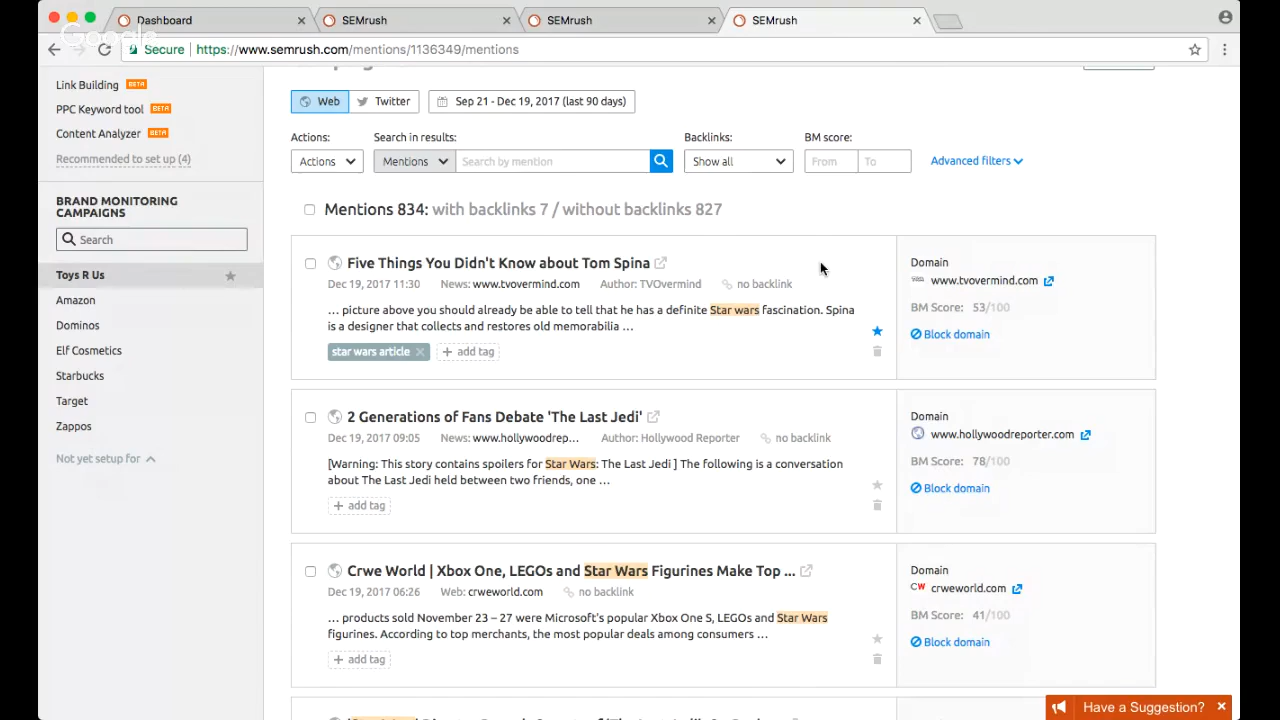 Dashboard
SEMrush
SEMrush
SEMrush
Google
Secure https://www.semrush.com/mentions/1136349/mentions
Link Building BETA
PPC Keyword tool BETA
Content Analyzer BETA
Recommended to set up (4)
BRAND MONITORING
CAMPAIGNS
Search
Toys R Us
Amazon
Dominos
Elf Cosmetics
Starbucks
Target
Zappos
Not yet setup for
Web Twitter Sep 21 - Dec 19, 2017 (last 90 days)
Actions: Search in results: Backlinks: BM score:
Actions Mentions Search by mention Show all From To Advanced filters
Mentions 834: with backlinks 7 / without backlinks 827
Five Things You Didn't Know about Tom Spina
Dec 19, 2017 11:30 News: www.tvovermind.com Author: TVOvermind no backlink
... picture above you should already be able to tell that he has a definite Star wars fascination. Spina
is a designer that collects and restores old memorabilia ...
star wars article × + add tag
Domain
www.tvovermind.com
BM Score: 53/100
Block domain
2 Generations of Fans Debate 'The Last Jedi'
Dec 19, 2017 09:05 News: www.hollywoodrep... Author: Hollywood Reporter no backlink
[Warning: This story contains spoilers for Star Wars: The Last Jedi ] The following is a conversation
about The Last Jedi held between two friends, one ...
+ add tag
Domain
www.hollywoodreporter.com
BM Score: 78/100
Block domain
Crwe World | Xbox One, LEGOs and Star Wars Figurines Make Top ...
Dec 19, 2017 06:26 Web: crweworld.com no backlink
... products sold November 23 – 27 were Microsoft's popular Xbox One S, LEGOs and Star Wars
figurines. According to top merchants, the most popular deals among consumers ...
+ add tag
Domain
CW crweworld.com
BM Score: 41/100
Block domain
Have a Suggestion? ×